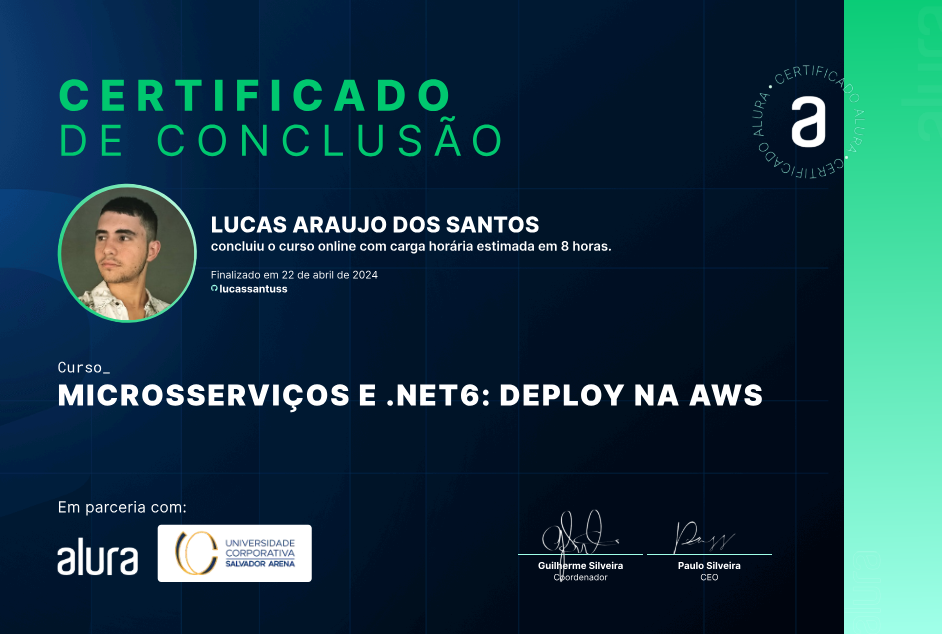 CERTIFICADO
DE CONCLUSÃO
CERTIFICADO ALURA • CERTIFICADO ALURA •
a
LUCAS ARAUJO DOS SANTOS
concluiu o curso online com carga horária estimada em 8 horas.
Finalizado em 22 de abril de 2024
lucassantuss
Curso_
MICROSSERVIÇOS E .NET6: DEPLOY NA AWS
Em parceria com:
alura
UNIVERSIDADE
CORPORATIVA
SALVADOR ARENA
Guilherme Silveira
Coordenador
Paulo Silveira
CEO